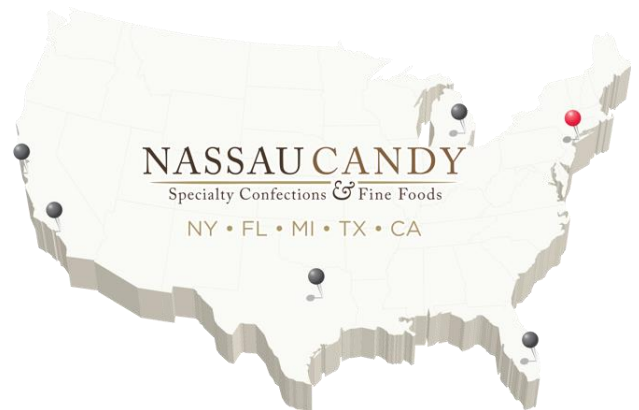 NASSAU CANDY
Specialty Confections & Fine Foods
NY • FL • MI • TX • CA